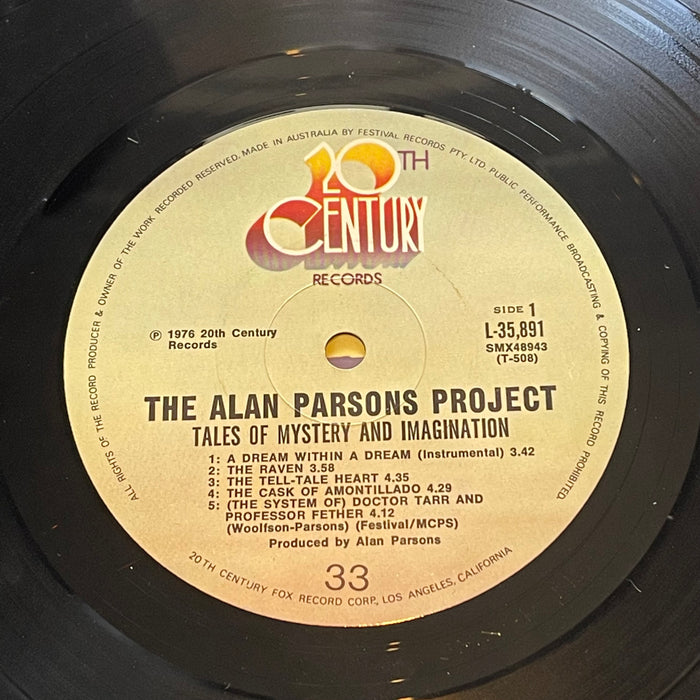 ALL RIGHTS OF THE RECORD PRODUCER & OWNER OF THE WORK RECORDED RESERVED. MADE IN AUSTRALIA BY FESTIVAL RECORDS PTY. LTD. PUBLIC PERFORMANCE BROADCASTING & COPYING OF THIS RECORD PROHIBITED.
20TH
CENTURY
RECORDS
℗ 1976 20th Century
Records
SIDE 1
L-35,891
SMX48943
(T-508)
THE ALAN PARSONS PROJECT
TALES OF MYSTERY AND IMAGINATION
1: A DREAM WITHIN A DREAM (Instrumental) 3.42
2: THE RAVEN 3.58
3: THE TELL-TALE HEART 4.35
4: THE CASK OF AMONTILLADO 4.29
5: (THE SYSTEM OF) DOCTOR TARR AND
PROFESSOR FETHER 4.12
(Woolfson-Parsons) (Festival/MCPS)
Produced by Alan Parsons
33
20TH CENTURY FOX RECORD CORP., LOS ANGELES, CALIFORNIA